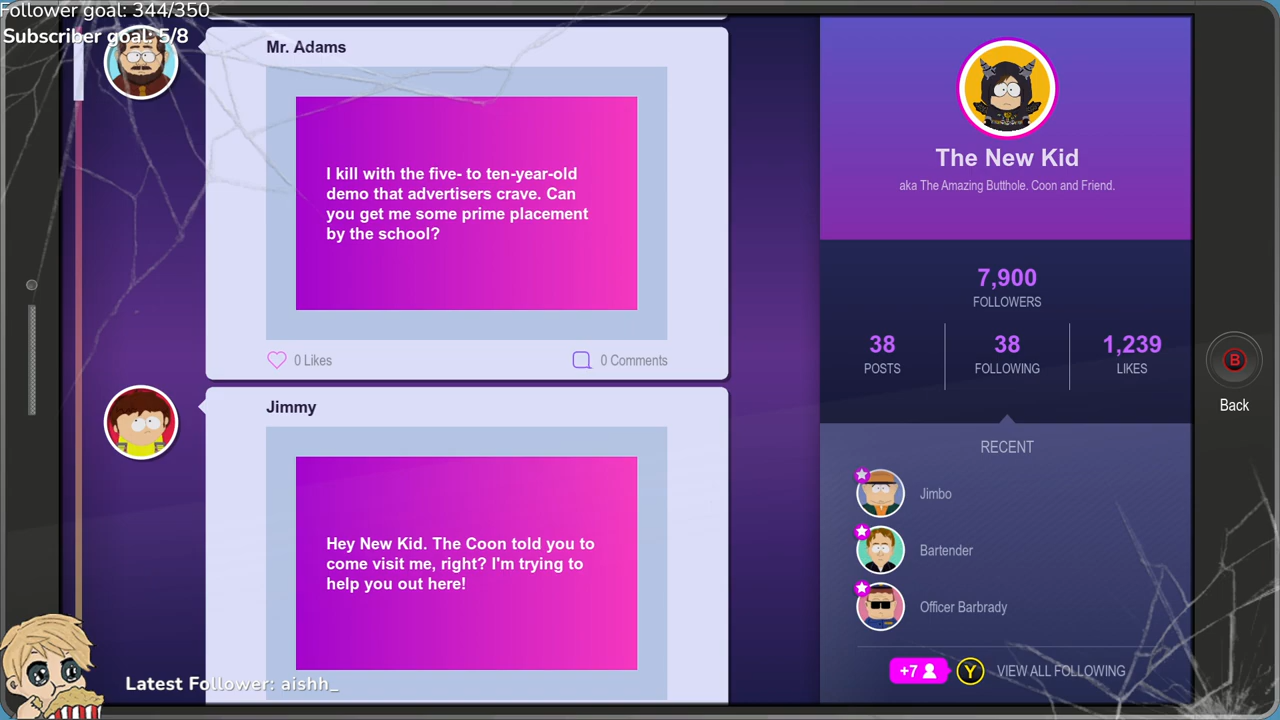 Follower goal: 344/350
Subscriber goal: 5/8
Mr. Adams
I kill with the five- to ten-year-old
demo that advertisers crave. Can
you get me some prime placement
by the school?
0 Likes
0 Comments
Jimmy
Hey New Kid. The Coon told you to
come visit me, right? I'm trying to
help you out here!
Latest Follower: aishh_
The New Kid
aka The Amazing Butthole. Coon and Friend.
7,900
FOLLOWERS
38
POSTS
38
FOLLOWING
1,239
LIKES
RECENT
Jimbo
Bartender
Officer Barbrady
+7
Y
VIEW ALL FOLLOWING
B
Back